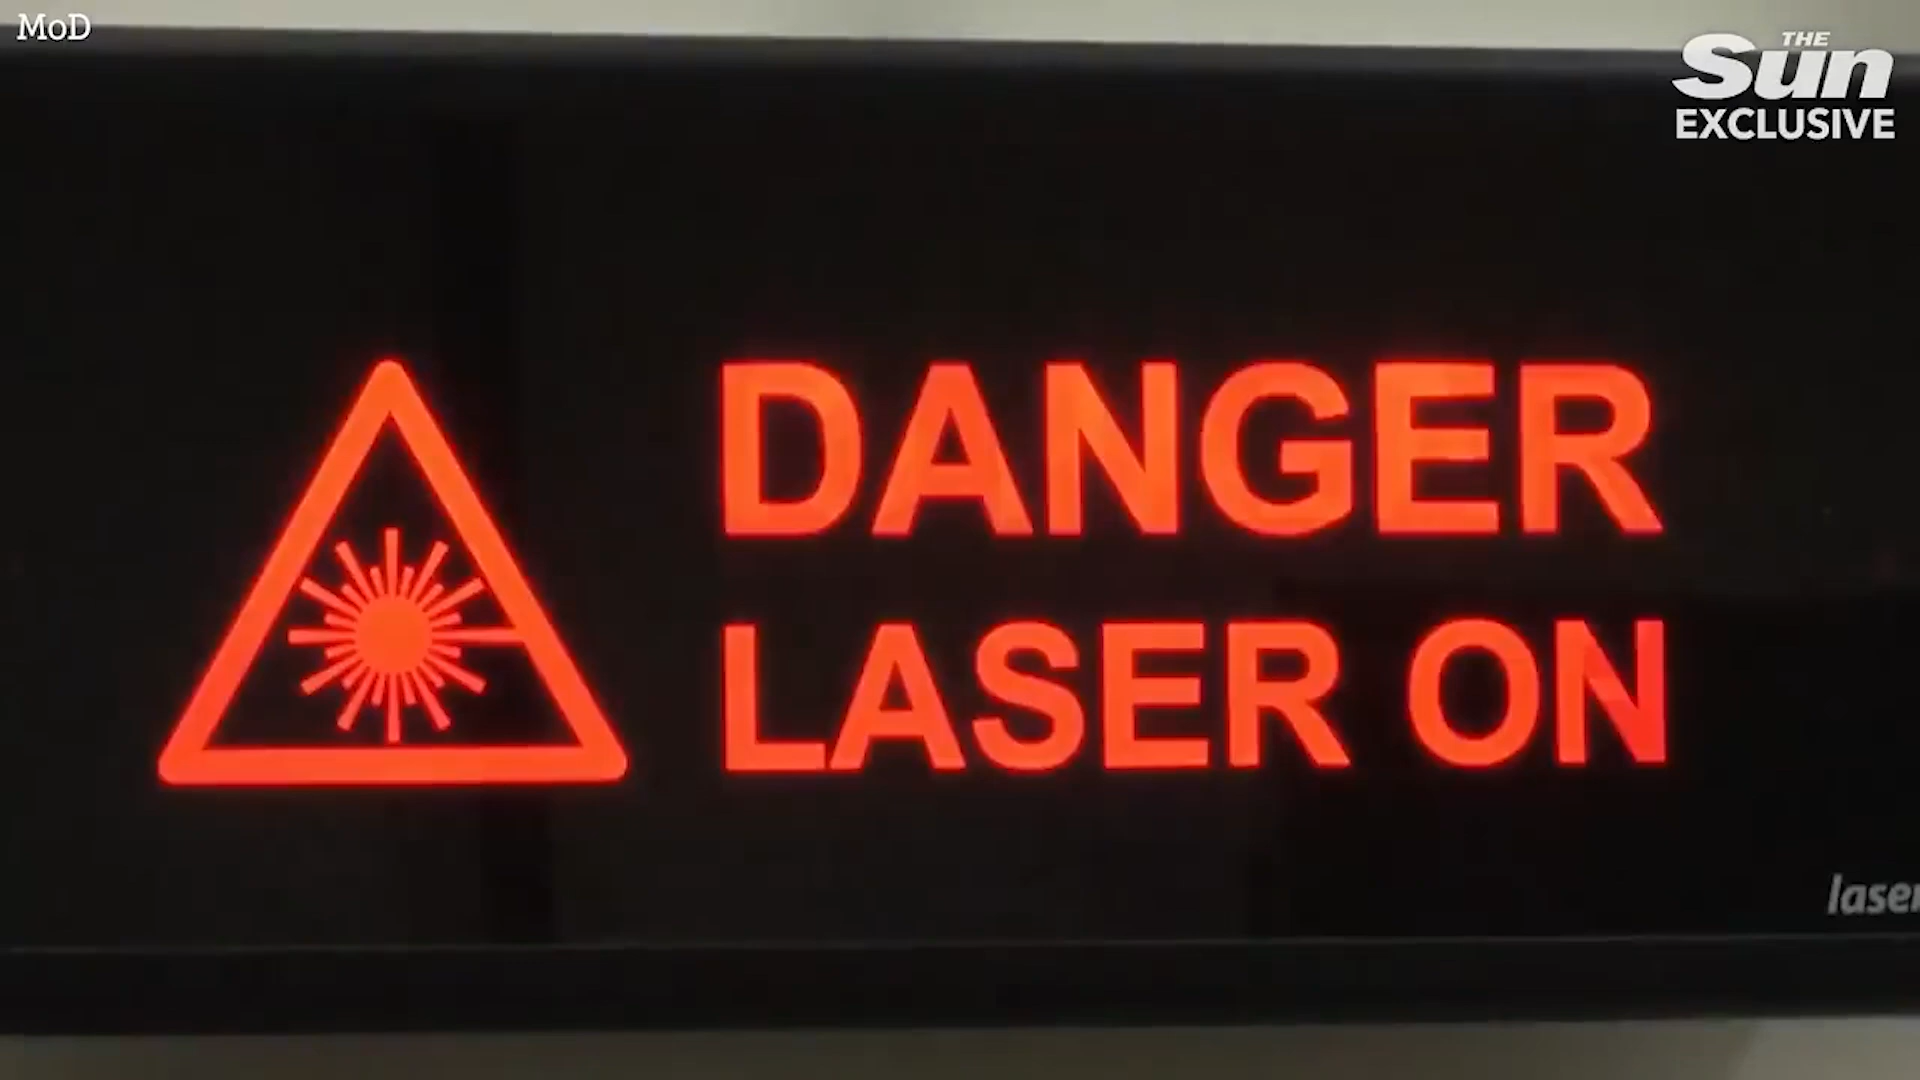 MoD
THE
Sun
EXCLUSIVE
DANGER
LASER ON
laser